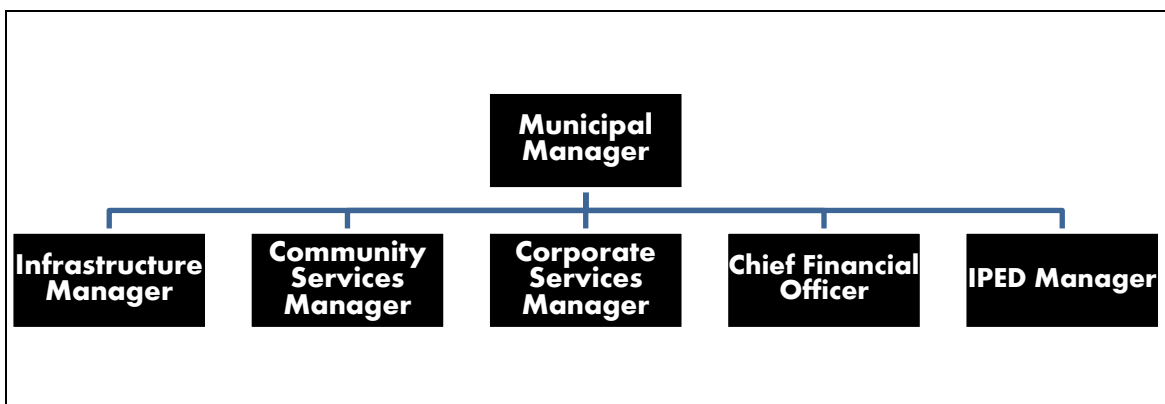 Municipal
Manager
Infrastructure
Manager
Community
Services
Manager
Corporate
Services
Manager
Chief Financial
Officer
IPED Manager